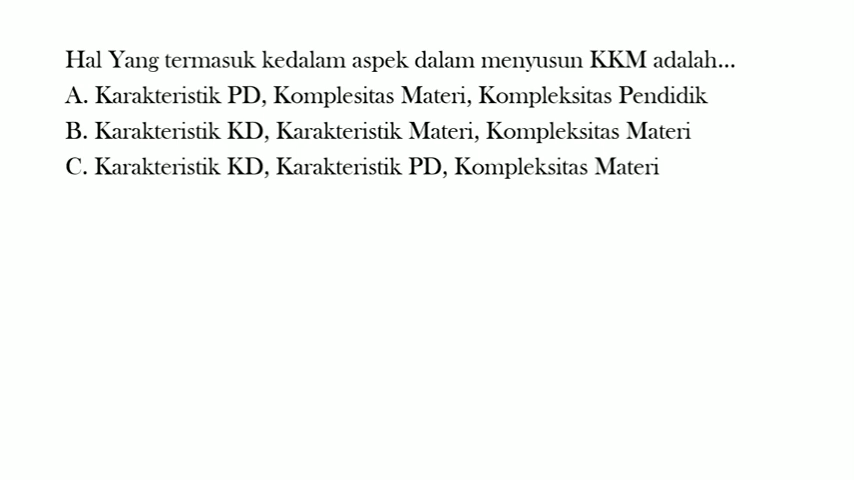 Hal Yang termasuk kedalam aspek dalam menyusun KKM adalah...
A. Karakteristik PD, Komplesitas Materi, Kompleksitas Pendidik
B. Karakteristik KD, Karakteristik Materi, Kompleksitas Materi
C. Karakteristik KD, Karakteristik PD, Kompleksitas Materi